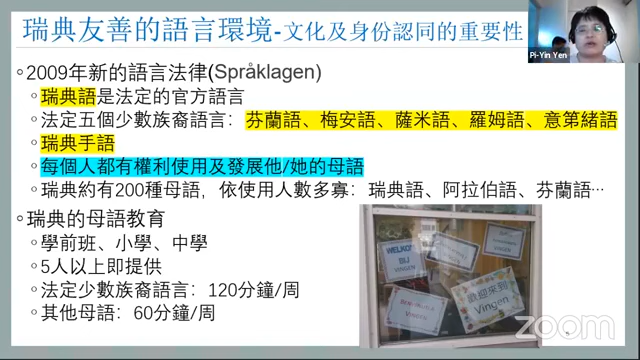 瑞典友善的語言環境-文化及身份認同的重要性
Pi-Yin Yen
2009年新的語言法律(Språklagen)
瑞典語是法定的官方語言
法定五個少數族裔語言：芬蘭語、梅安語、薩米語、羅姆語、意第緒語
瑞典手語
每個人都有權利使用及發展他/她的母語
瑞典約有200種母語，依使用人數多寡：瑞典語、阿拉伯語、芬蘭語…
瑞典的母語教育
學前班、小學、中學
5人以上即提供
法定少數族裔語言：120分鐘/周
其他母語：60分鐘/周
VINGEN
歡迎來到
Vingen
zoom